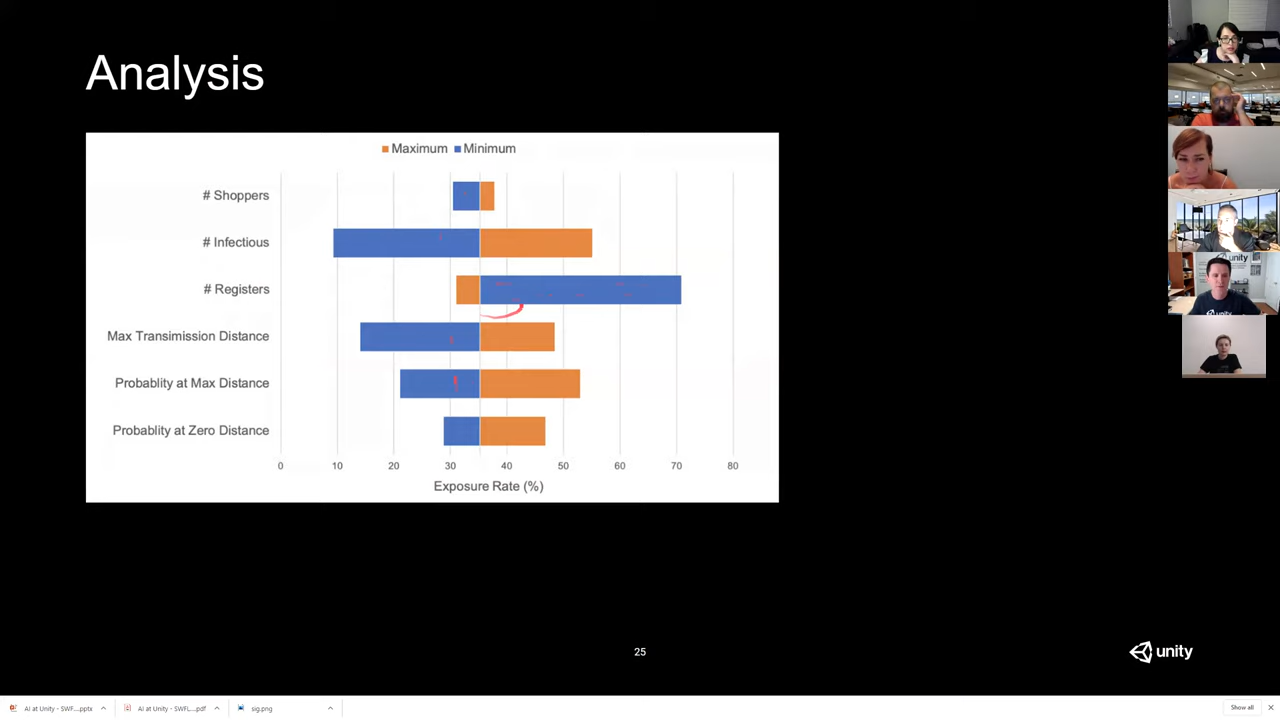 Analysis
Maximum Minimum
# Shoppers
# Infectious
# Registers
Max Transimission Distance
Probablity at Max Distance
Probablity at Zero Distance
0 10 20 30 40 50 60 70 80
Exposure Rate (%)
25
unity
unity
unity
AI at Unity - SWF....pptx
AI at Unity - SWFL....pdf
sig.png
Show all